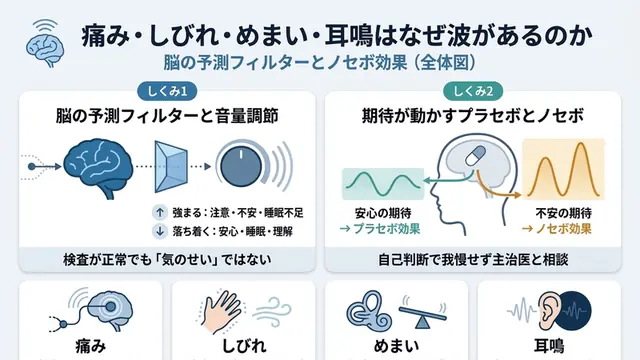 痛み・しびれ・めまい・耳鳴はなぜ波があるのか
脳の予測フィルターとノセボ効果（全体図）
しくみ1
脳の予測フィルターと音量調節
強まる：注意・不安・睡眠不足
落ち着く：安心・睡眠・理解
検査が正常でも「気のせい」ではない
しくみ2
期待が動かすプラセボとノセボ
安心の期待
→ プラセボ効果
不安の期待
→ ノセボ効果
自己判断で我慢せず主治医と相談
痛み
しびれ
めまい
耳鳴